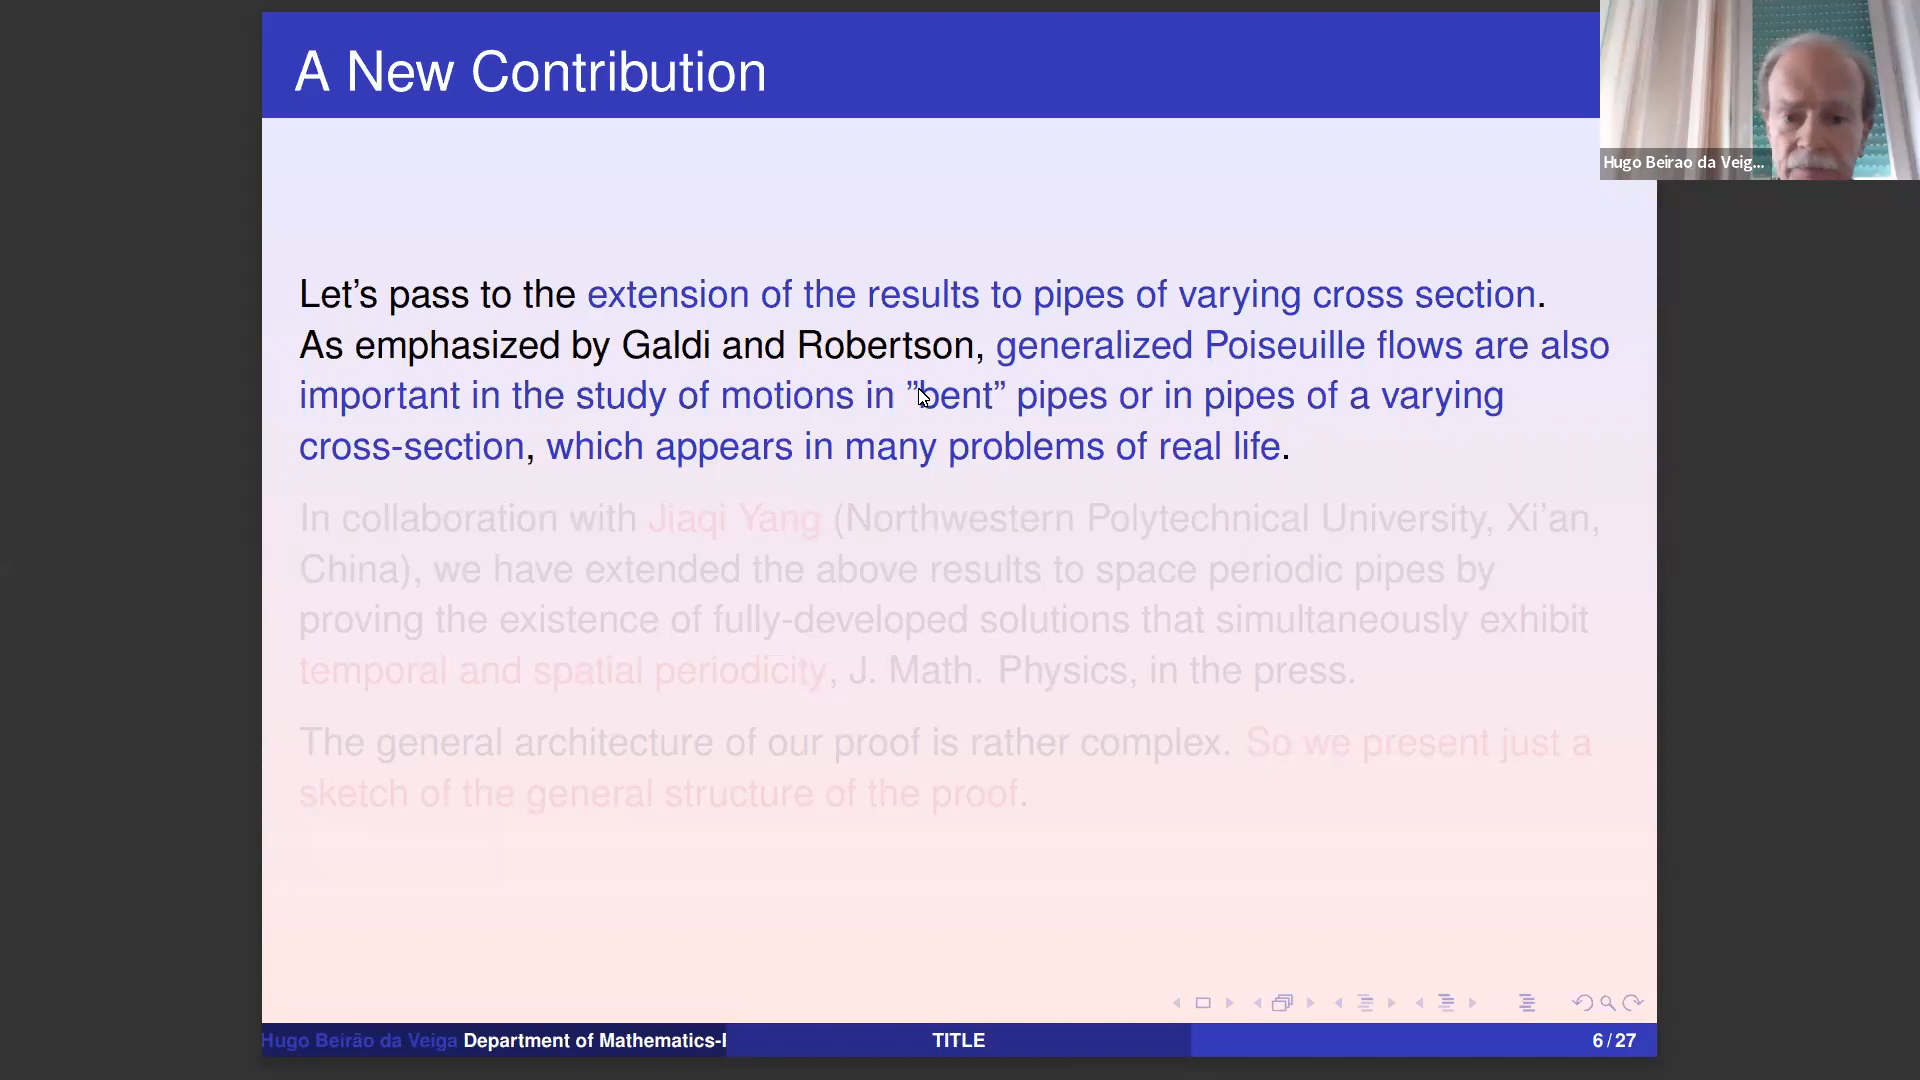 A New Contribution
Hugo Beirao da Veig...
Let's pass to the extension of the results to pipes of varying cross section.
As emphasized by Galdi and Robertson, generalized Poiseuille flows are also
important in the study of motions in ”bent” pipes or in pipes of a varying
cross-section, which appears in many problems of real life.
In collaboration with Jiaqi Yang (Northwestern Polytechnical University, Xi'an,
China), we have extended the above results to space periodic pipes by
proving the existence of fully-developed solutions that simultaneously exhibit
temporal and spatial periodicity, J. Math. Physics, in the press.
The general architecture of our proof is rather complex. So we present just a
sketch of the general structure of the proof.
Hugo Beirão da Veiga Department of Mathematics-
TITLE
6 / 27